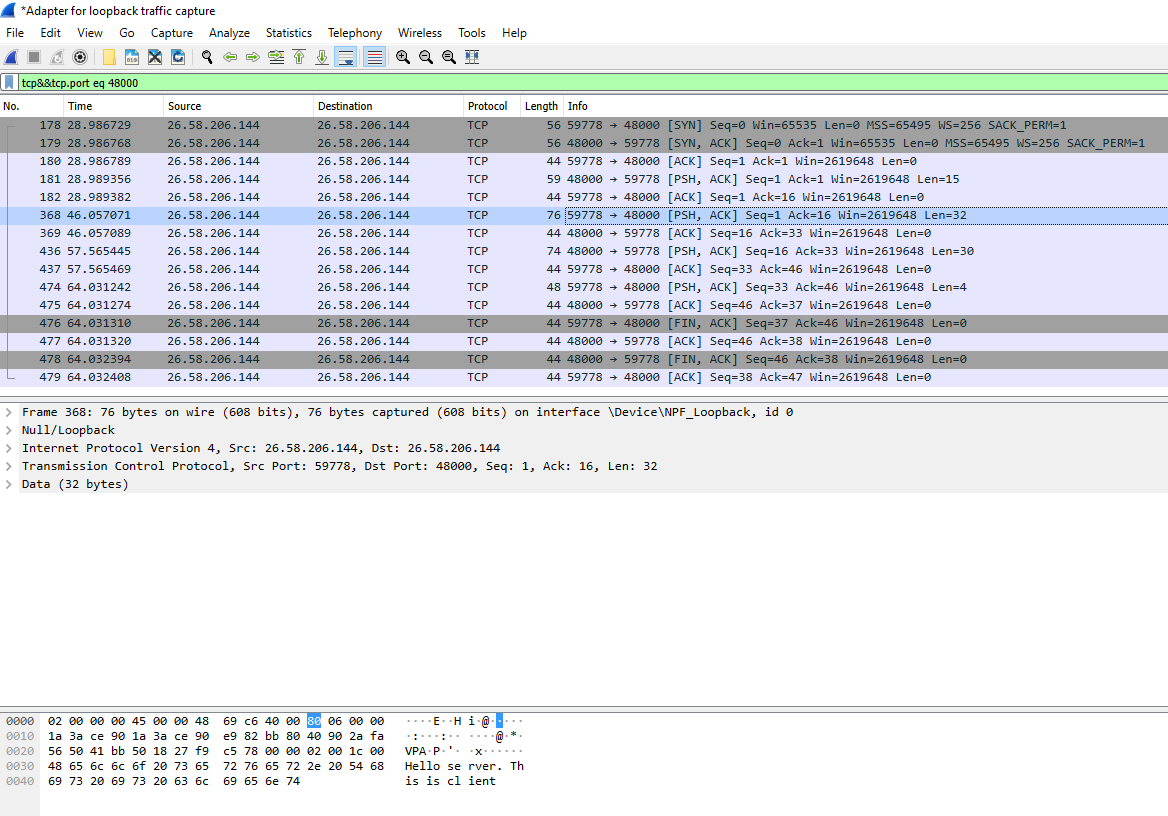 *Adapter for loopback traffic capture
File Edit View Go Capture Analyze Statistics Telephony Wireless Tools Help
tcp&&tcp.port eq 48000
No. Time Source Destination Protocol Length Info
178 28.986729 26.58.206.144 26.58.206.144 TCP 56 59778 → 48000 [SYN] Seq=0 Win=65535 Len=0 MSS=65495 WS=256 SACK_PERM=1
179 28.986768 26.58.206.144 26.58.206.144 TCP 56 48000 → 59778 [SYN, ACK] Seq=0 Ack=1 Win=65535 Len=0 MSS=65495 WS=256 SACK_PERM=1
180 28.986789 26.58.206.144 26.58.206.144 TCP 44 59778 → 48000 [ACK] Seq=1 Ack=1 Win=2619648 Len=0
181 28.989356 26.58.206.144 26.58.206.144 TCP 59 48000 → 59778 [PSH, ACK] Seq=1 Ack=1 Win=2619648 Len=15
182 28.989382 26.58.206.144 26.58.206.144 TCP 44 59778 → 48000 [ACK] Seq=1 Ack=16 Win=2619648 Len=0
368 46.057071 26.58.206.144 26.58.206.144 TCP 76 59778 → 48000 [PSH, ACK] Seq=1 Ack=16 Win=2619648 Len=32
369 46.057089 26.58.206.144 26.58.206.144 TCP 44 48000 → 59778 [ACK] Seq=16 Ack=33 Win=2619648 Len=0
436 57.565445 26.58.206.144 26.58.206.144 TCP 74 48000 → 59778 [PSH, ACK] Seq=16 Ack=33 Win=2619648 Len=30
437 57.565469 26.58.206.144 26.58.206.144 TCP 44 59778 → 48000 [ACK] Seq=33 Ack=46 Win=2619648 Len=0
474 64.031242 26.58.206.144 26.58.206.144 TCP 48 59778 → 48000 [PSH, ACK] Seq=33 Ack=46 Win=2619648 Len=4
475 64.031274 26.58.206.144 26.58.206.144 TCP 44 48000 → 59778 [ACK] Seq=46 Ack=37 Win=2619648 Len=0
476 64.031310 26.58.206.144 26.58.206.144 TCP 44 59778 → 48000 [FIN, ACK] Seq=37 Ack=46 Win=2619648 Len=0
477 64.031320 26.58.206.144 26.58.206.144 TCP 44 48000 → 59778 [ACK] Seq=46 Ack=38 Win=2619648 Len=0
478 64.032394 26.58.206.144 26.58.206.144 TCP 44 48000 → 59778 [FIN, ACK] Seq=46 Ack=38 Win=2619648 Len=0
479 64.032408 26.58.206.144 26.58.206.144 TCP 44 59778 → 48000 [ACK] Seq=38 Ack=47 Win=2619648 Len=0
Frame 368: 76 bytes on wire (608 bits), 76 bytes captured (608 bits) on interface \Device\NPF_Loopback, id 0
Null/Loopback
Internet Protocol Version 4, Src: 26.58.206.144, Dst: 26.58.206.144
Transmission Control Protocol, Src Port: 59778, Dst Port: 48000, Seq: 1, Ack: 16, Len: 32
Data (32 bytes)
0000 02 00 00 00 45 00 00 48 69 c6 40 00 80 06 00 00 ····E··H i·@·····
0010 1a 3a ce 90 1a 3a ce 90 e9 82 bb 80 40 90 2a fa ·:···:·· ····@·*·
0020 56 50 41 bb 50 18 27 f9 c5 78 00 00 02 00 1c 00 VPA·P·'· ·x······
0030 48 65 6c 6c 6f 20 73 65 72 76 65 72 2e 20 54 68 Hello se rver. Th
0040 69 73 20 69 73 20 63 6c 69 65 6e 74 is is cl ient